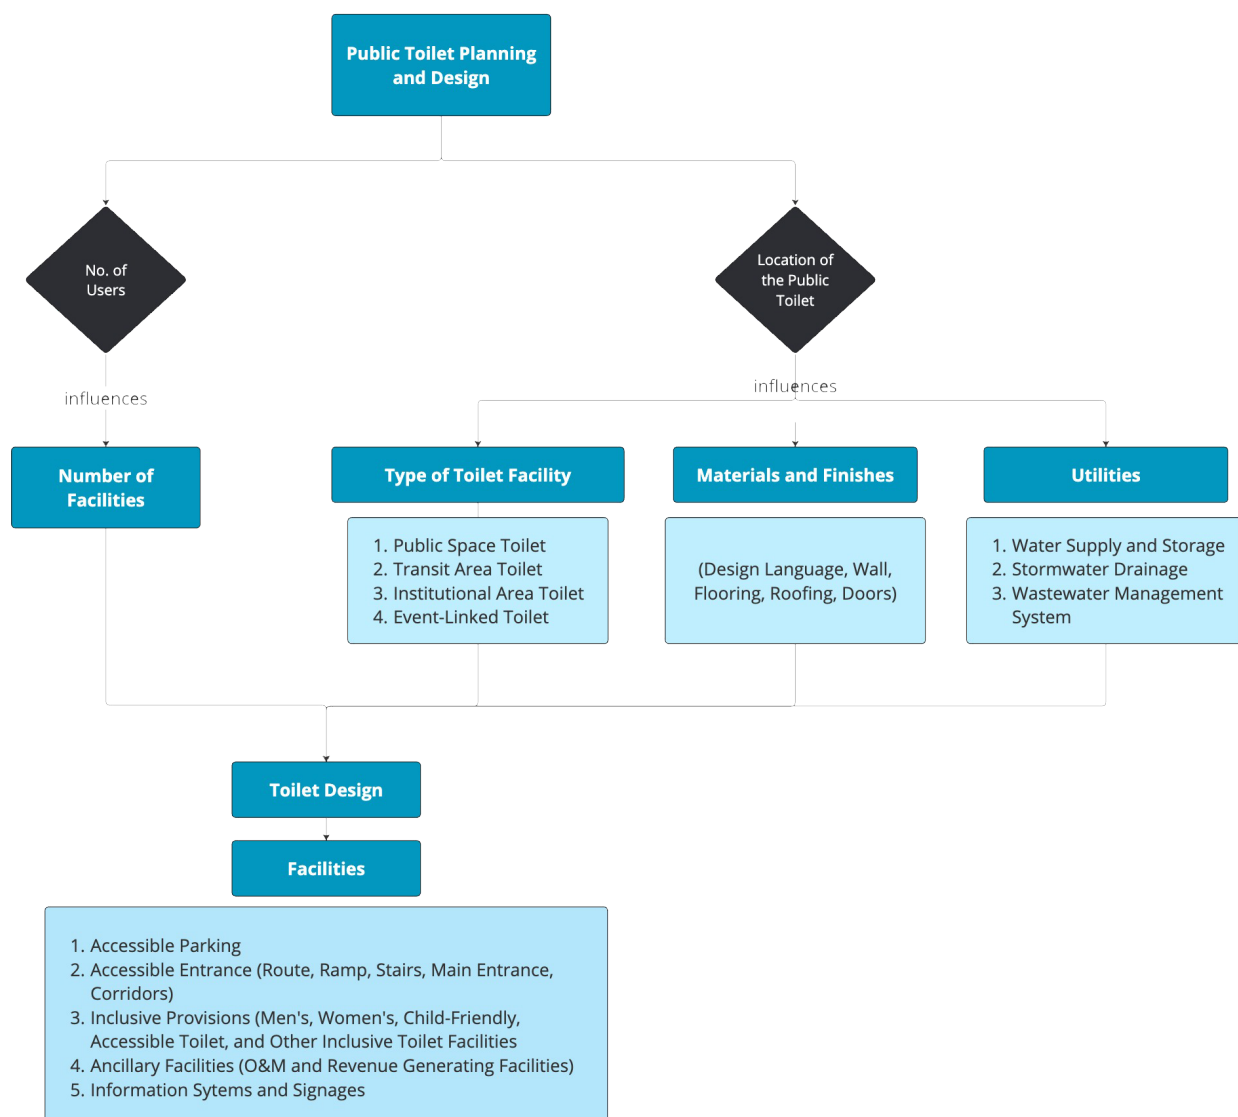 Public Toilet Planning
and Design
No. of
Users
Location of
the Public
Toilet
influences
influences
Number of
Facilities
Type of Toilet Facility
Materials and Finishes
Utilities
1. Public Space Toilet
2. Transit Area Toilet
3. Institutional Area Toilet
4. Event-Linked Toilet
(Design Language, Wall,
Flooring, Roofing, Doors)
1. Water Supply and Storage
2. Stormwater Drainage
3. Wastewater Management
System
Toilet Design
Facilities
1. Accessible Parking
2. Accessible Entrance (Route, Ramp, Stairs, Main Entrance,
Corridors)
3. Inclusive Provisions (Men's, Women's, Child-Friendly,
Accessible Toilet, and Other Inclusive Toilet Facilities
4. Ancillary Facilities (O&M and Revenue Generating Facilities)
5. Information Sytems and Signages